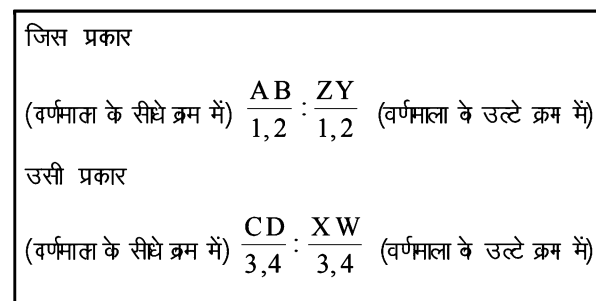 जिस प्रकार
(वर्णमाला के सीधे क्रम में) AB/1,2 : ZY/1,2 (वर्णमाला के उल्टे क्रम में)
उसी प्रकार
(वर्णमाला के सीधे क्रम में) CD/3,4 : XW/3,4 (वर्णमाला के उल्टे क्रम में)